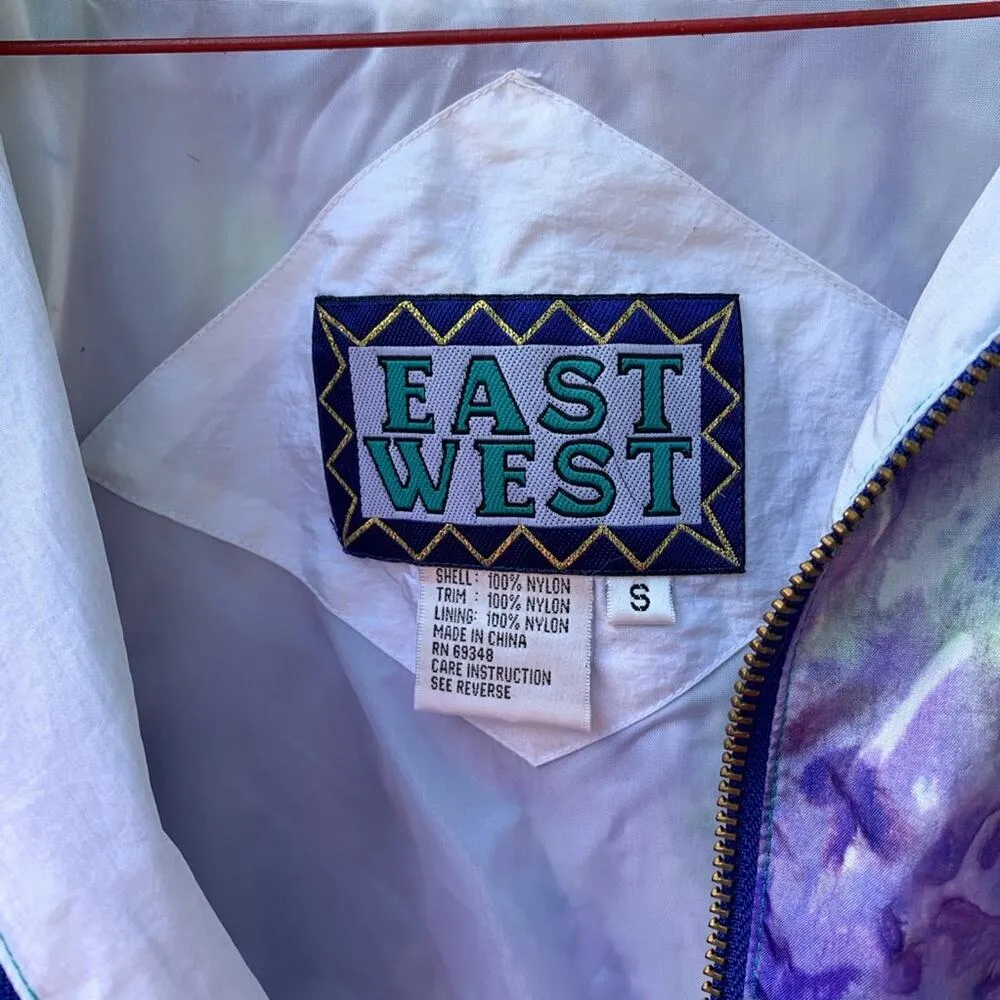 EAST
WEST
SHELL: 100% NYLON
TRIM : 100% NYLON
LINING: 100% NYLON
MADE IN CHINA
RN 69348
CARE INSTRUCTION
SEE REVERSE
S